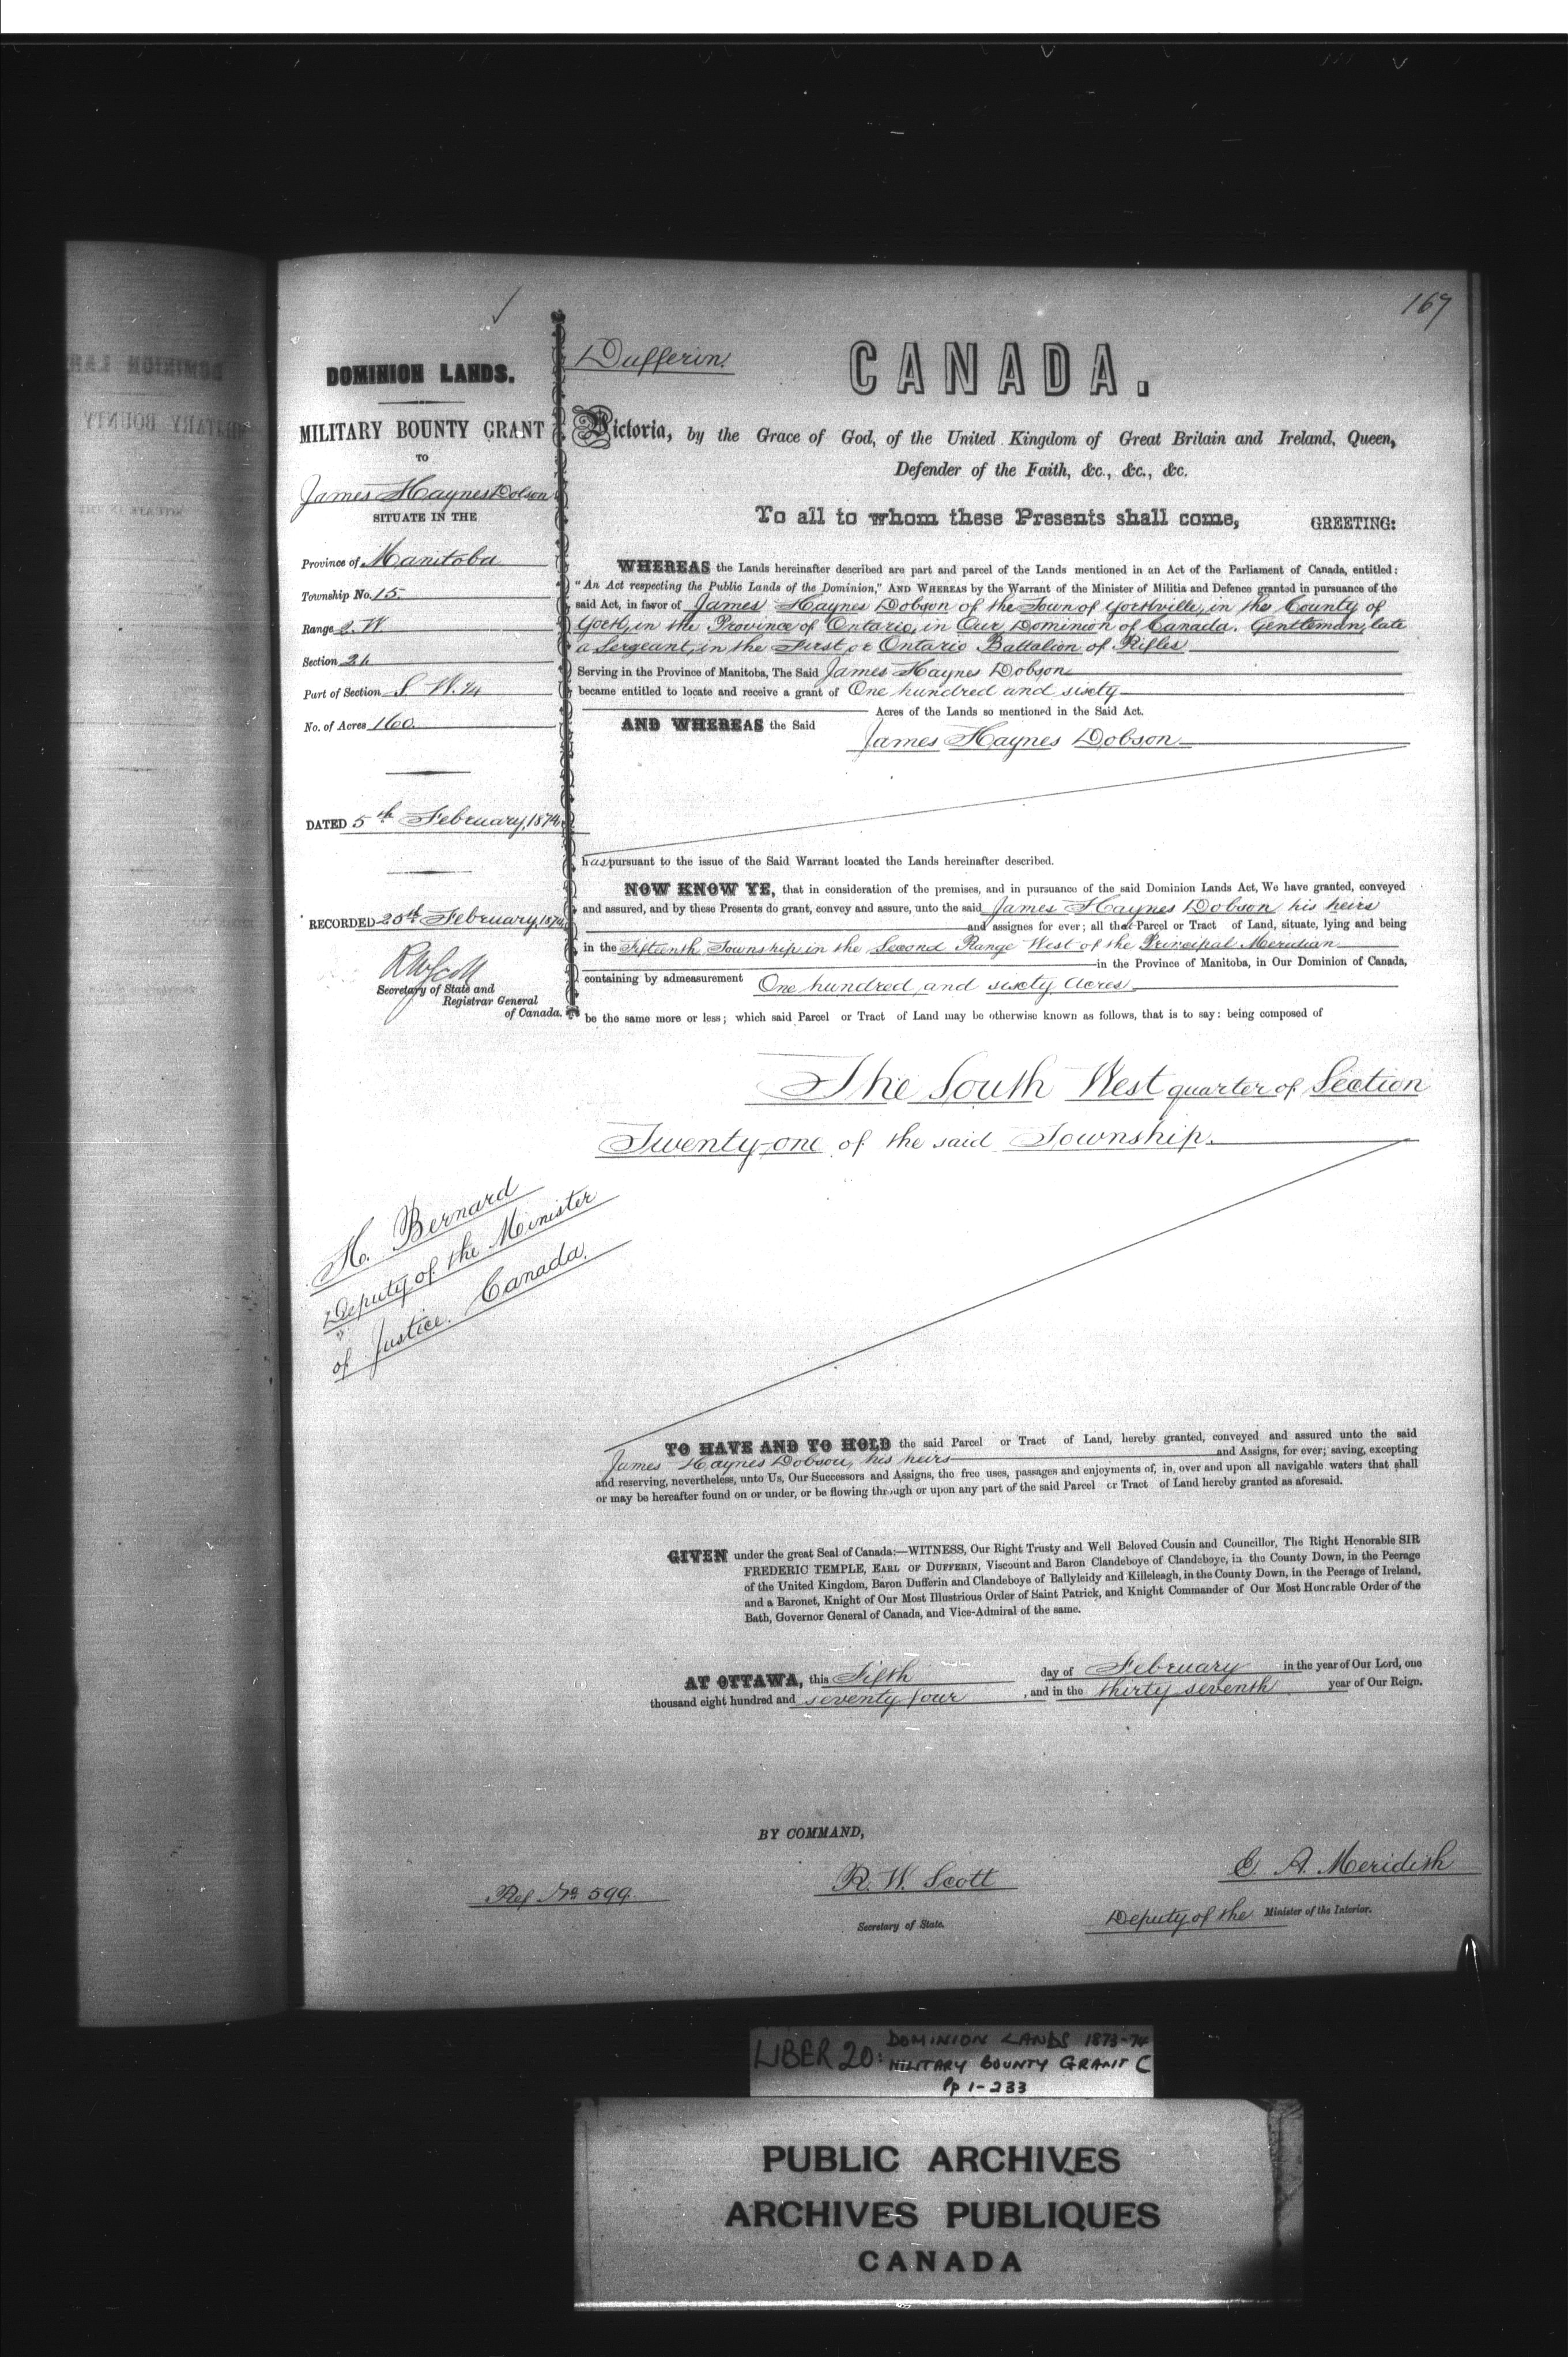 167
DOMINION LANDS.
MILITARY BOUNTY GRANT
TO
James Haynes Dobson
SITUATE IN THE
Province of Manitoba
Township No. 15.
Range 2. W.
Section 21
Part of Section S. W. 1/4
No. of Acres 160.
DATED 5th February, 1874.
RECORDED 25th February, 1874
RWScott
Secretary of State and
Registrar General
of Canada.
H. Bernard
Deputy of the Minister
of Justice. Canada.
Dufferin.
CANADA.
Victoria, by the Grace of God, of the United Kingdom of Great Britain and Ireland, Queen,
Defender of the Faith, &c., &c., &c.
To all to whom these Presents shall come, GREETING:
WHEREAS the Lands hereinafter described are part and parcel of the Lands mentioned in an Act of the Parliament of Canada, entitled:
"An Act respecting the Public Lands of the Dominion," AND WHEREAS by the Warrant of the Minister of Militia and Defence granted in pursuance of the
said Act, in favor of James Haynes Dobson of the Town of Yorkville, in the County of
York, in the Province of Ontario, in Our Dominion of Canada. Gentleman, late
a Sergeant, in the First or Ontario Battalion of Rifles
Serving in the Province of Manitoba, The Said James Haynes Dobson
became entitled to locate and receive a grant of One hundred and sixty
Acres of the Lands so mentioned in the Said Act.
AND WHEREAS the Said James Haynes Dobson
has pursuant to the issue of the Said Warrant located the Lands hereinafter described.
NOW KNOW YE, that in consideration of the premises, and in pursuance of the said Dominion Lands Act, We have granted, conveyed
and assured, and by these Presents do grant, convey and assure, unto the said James Haynes Dobson his heirs
and assignes for ever; all that Parcel or Tract of Land, situate, lying and being
in the Fifteenth Township in the Second Range West of the Principal Meridian
in the Province of Manitoba, in Our Dominion of Canada,
containing by admeasurement One hundred and sixty acres
be the same more or less; which said Parcel or Tract of Land may be otherwise known as follows, that is to say: being composed of
The South West quarter of Section
Twenty-one of the said Township.
TO HAVE AND TO HOLD the said Parcel or Tract of Land, hereby granted, conveyed and assured unto the said
James Haynes Dobson, his heirs and Assigns, for ever; saving, excepting
and reserving, nevertheless, unto Us, Our Successors and Assigns, the free uses, passages and enjoyments of, in, over and upon all navigable waters that shall
or may be hereafter found on or under, or be flowing through or upon any part of the said Parcel or Tract of Land hereby granted as aforesaid.
GIVEN under the great Seal of Canada:—WITNESS, Our Right Trusty and Well Beloved Cousin and Councillor, The Right Honorable SIR
FREDERIC TEMPLE, EARL OF DUFFERIN, Viscount and Baron Clandeboye of Clandeboye, in the County Down, in the Peerage
of the United Kingdom, Baron Dufferin and Clandeboye of Ballyleidy and Killeleagh, in the County Down, in the Peerage of Ireland,
and a Baronet, Knight of Our Most Illustrious Order of Saint Patrick, and Knight Commander of Our Most Honorable Order of the
Bath, Governor General of Canada, and Vice-Admiral of the same.
AT OTTAWA, this Fifth day of February in the year of Our Lord, one
thousand eight hundred and seventy four, and in the thirty seventh year of Our Reign.
BY COMMAND,
Ref No 599.
R. W. Scott
Secretary of State.
E. A. Meridith
Deputy of the Minister of the Interior.
LIBER 20: DOMINION LANDS 1873-74
MILITARY BOUNTY GRANT C
Pp 1-233
PUBLIC ARCHIVES
ARCHIVES PUBLIQUES
CANADA